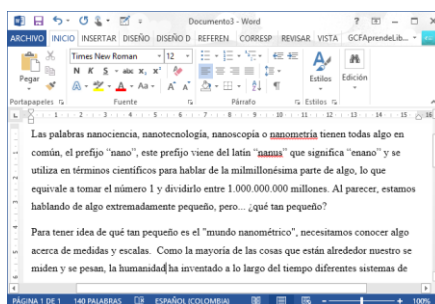 Documento3 - Word
ARCHIVO INICIO INSERTAR DISEÑO DISEÑO D REFEREN CORRESP REVISAR VISTA GCFAprendeLib...
Times New Roman 12
Pegar
N K S abc x, x²
A Aa A A
Estilos Edición
Portapapeles Fuente Párrafo Estilos
Las palabras nanociencia, nanotecnología, nanoscopía o nanometría tienen todas algo en
común, el prefijo “nano”, este prefijo viene del latín “nanus” que significa “enano” y se
utiliza en términos científicos para hablar de la milmillonésima parte de algo, lo que
equivale a tomar el número 1 y dividirlo entre 1.000.000.000 millones. Al parecer, estamos
hablando de algo extremadamente pequeño, pero... ¿qué tan pequeño?
Para tener idea de qué tan pequeño es el "mundo nanométrico", necesitamos conocer algo
acerca de medidas y escalas. Como la mayoría de las cosas que están alrededor nuestro se
miden y se pesan, la humanidad ha inventado a lo largo del tiempo diferentes sistemas de
PÁGINA 1 DE 1 140 PALABRAS ESPAÑOL (COLOMBIA) 100%